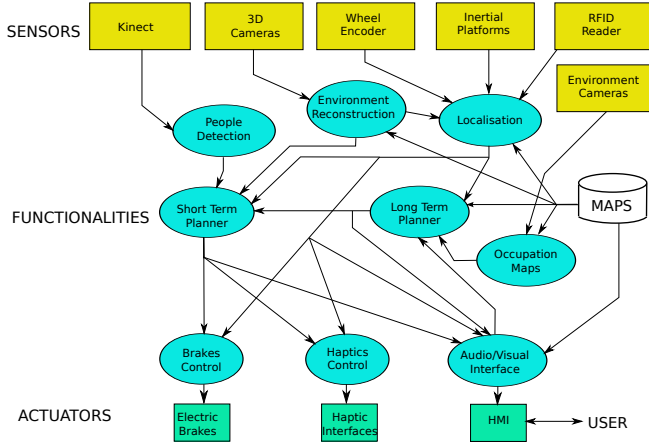 SENSORS
Kinect
3D
Cameras
Wheel
Encoder
Inertial
Platforms
RFID
Reader
Environment
Cameras
People
Detection
Environment
Reconstruction
Localisation
FUNCTIONALITIES
Short Term
Planner
Long Term
Planner
MAPS
Occupation
Maps
Brakes
Control
Haptics
Control
Audio/Visual
Interface
ACTUATORS
Electric
Brakes
Haptic
Interfaces
HMI
USER